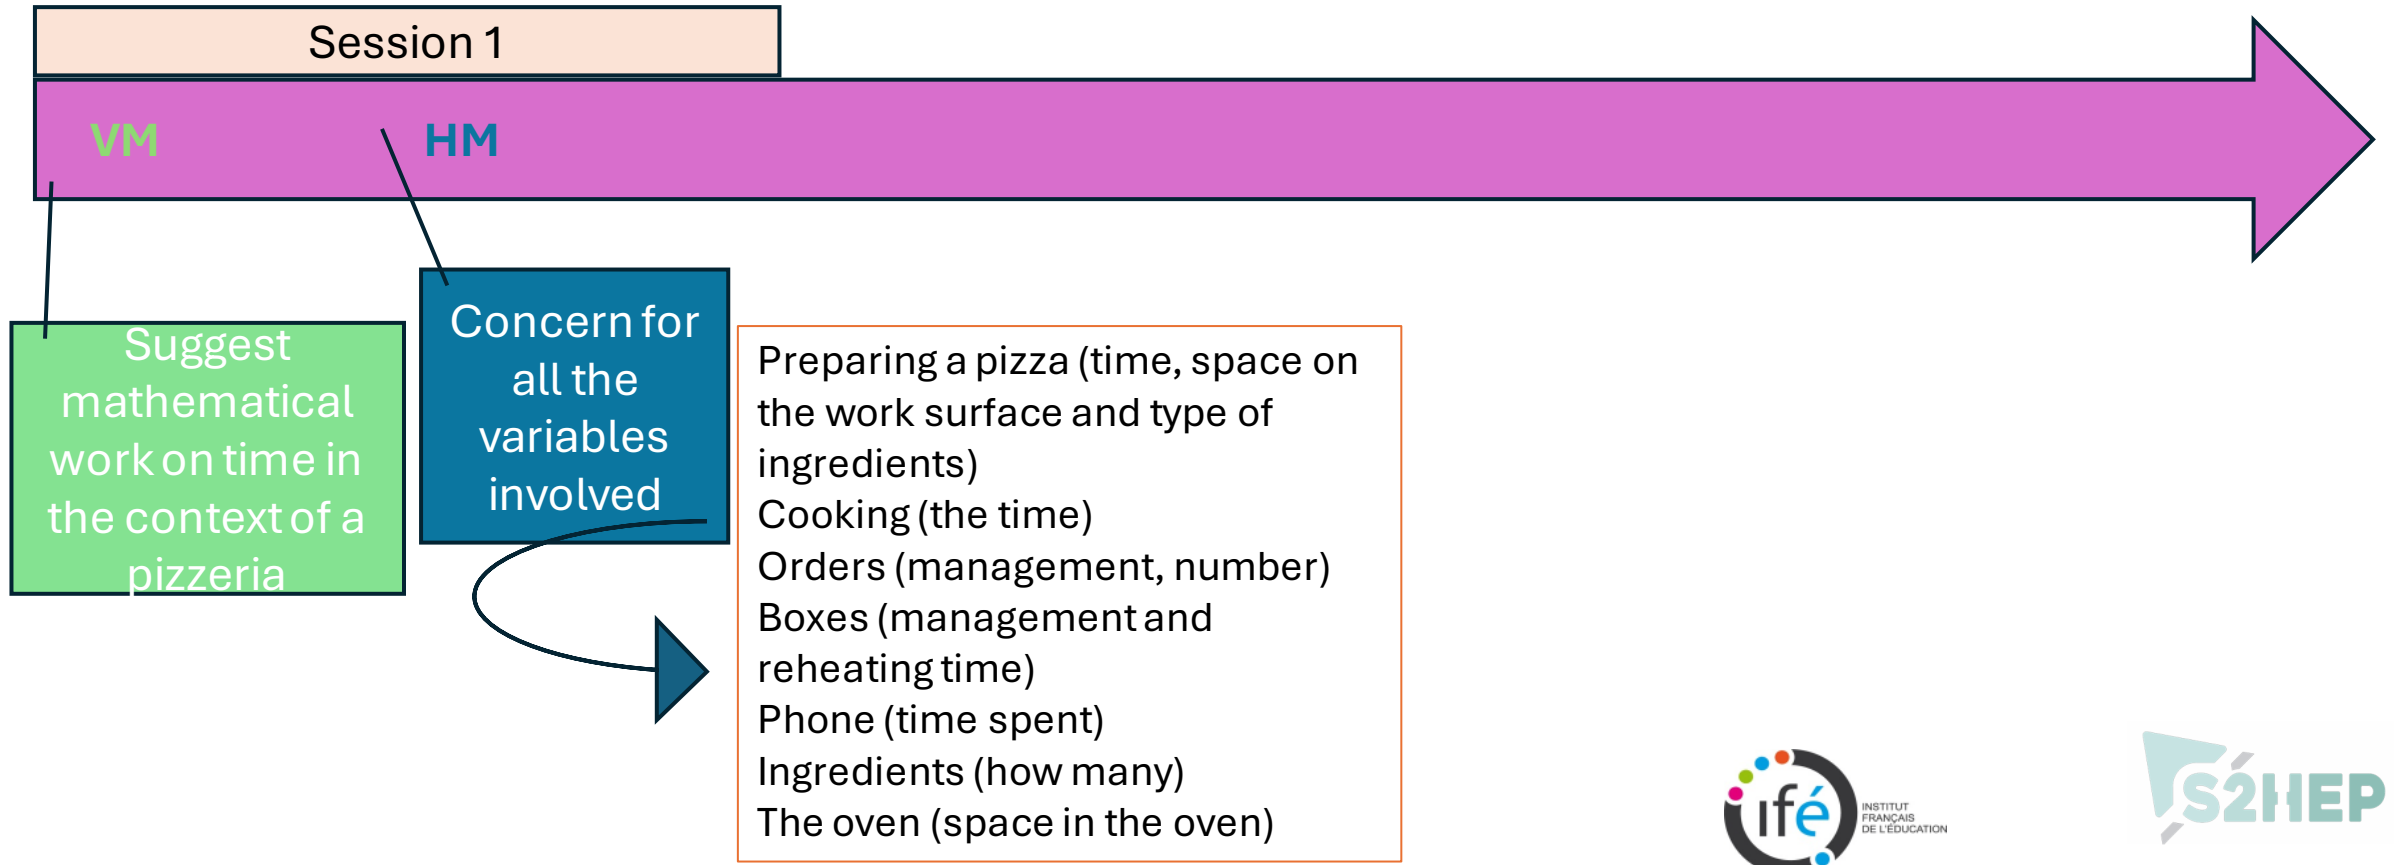 Session 1
VM
HM
Suggest
mathematical
work on time in
the context of a
pizzeria
Concern for
all the
variables
involved
Preparing a pizza (time, space on
the work surface and type of
ingredients)
Cooking (the time)
Orders (management, number)
Boxes (management and
reheating time)
Phone (time spent)
Ingredients (how many)
The oven (space in the oven)
ifé
INSTITUT
FRANÇAIS
DE L'ÉDUCATION
S2HEP